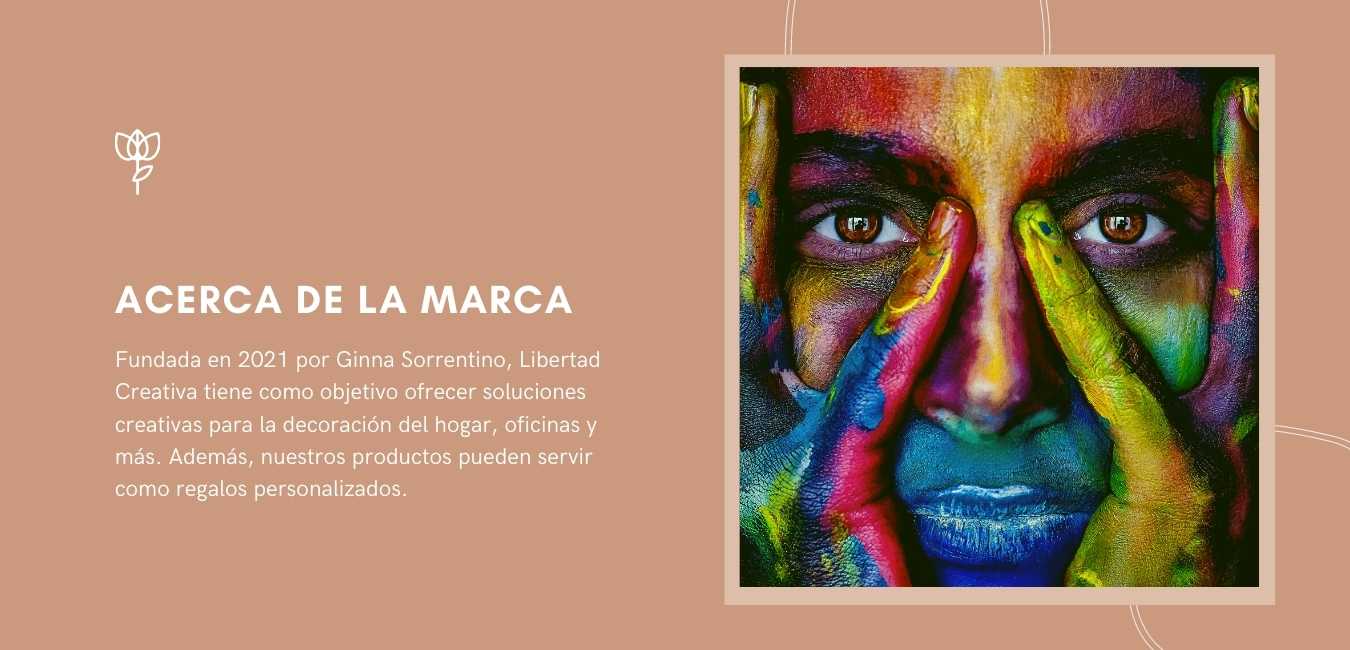 ACERCA DE LA MARCA
Fundada en 2021 por Ginna Sorrentino, Libertad
Creativa tiene como objetivo ofrecer soluciones
creativas para la decoración del hogar, oficinas y
más. Además, nuestros productos pueden servir
como regalos personalizados.